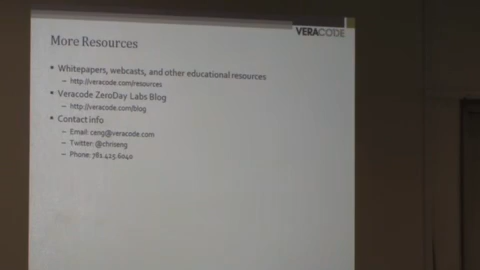 VERACODE
More Resources
• Whitepapers, webcasts, and other educational resources
– http://veracode.com/resources
• Veracode ZeroDay Labs Blog
– http://veracode.com/blog
• Contact info
– Email: ceng@veracode.com
– Twitter: @chriseng
– Phone: 781.425.6040